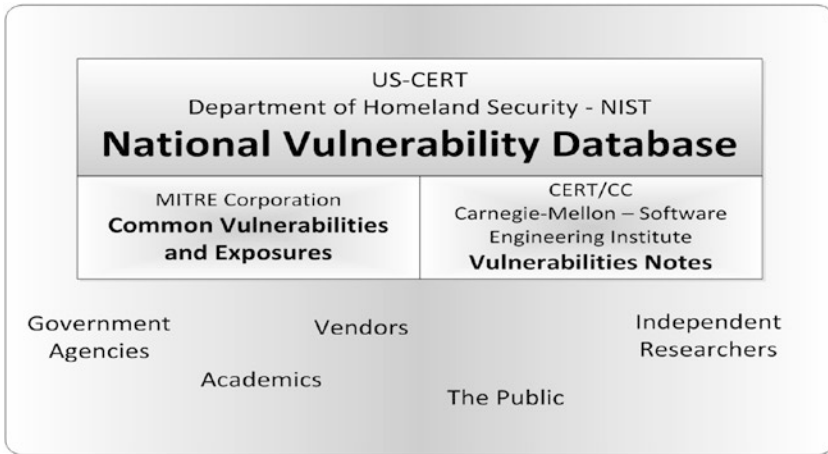 US-CERT
Department of Homeland Security - NIST
National Vulnerability Database
MITRE Corporation
Common Vulnerabilities
and Exposures
CERT/CC
Carnegie-Mellon – Software
Engineering Institute
Vulnerabilities Notes
Government
Agencies
Vendors
Independent
Researchers
Academics
The Public